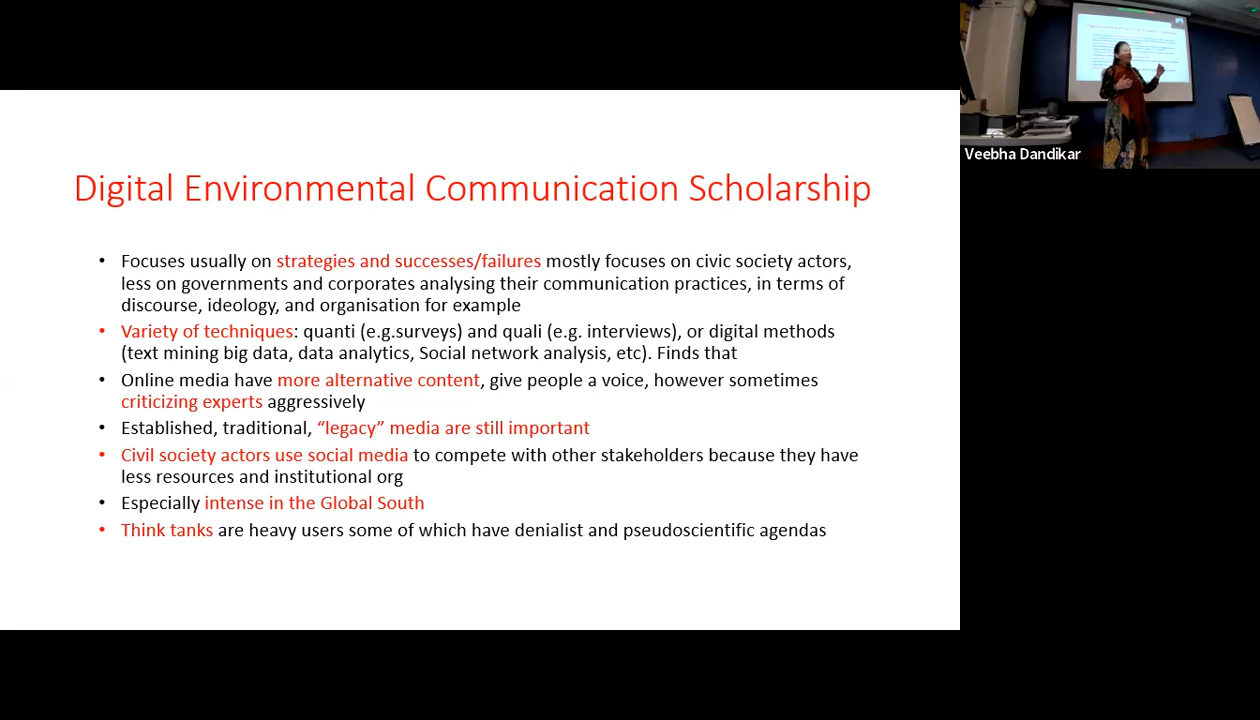 Digital Environmental Communication Scholarship
• Focuses usually on strategies and successes/failures mostly focuses on civic society actors,
less on governments and corporates analysing their communication practices, in terms of
discourse, ideology, and organisation for example
• Variety of techniques: quanti (e.g.surveys) and quali (e.g. interviews), or digital methods
(text mining big data, data analytics, Social network analysis, etc). Finds that
• Online media have more alternative content, give people a voice, however sometimes
criticizing experts aggressively
• Established, traditional, “legacy” media are still important
• Civil society actors use social media to compete with other stakeholders because they have
less resources and institutional org
• Especially intense in the Global South
• Think tanks are heavy users some of which have denialist and pseudoscientific agendas
Veebha Dandikar